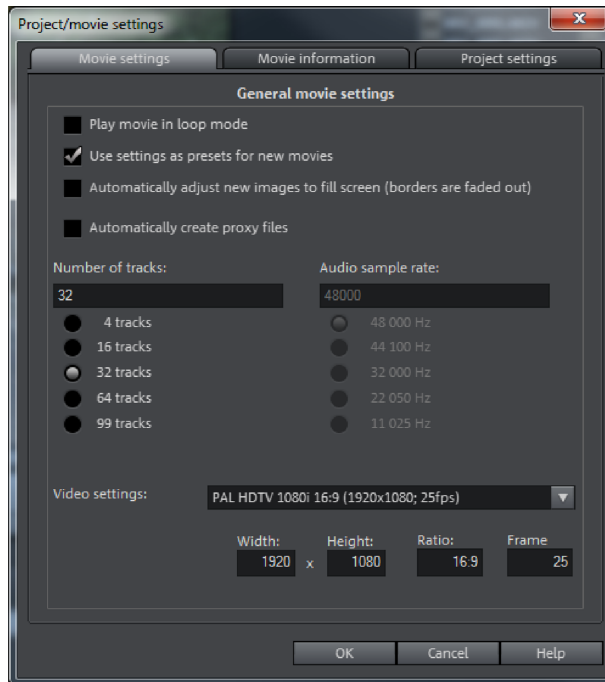 Project/movie settings
Movie settings Movie information Project settings
General movie settings
Play movie in loop mode
Use settings as presets for new movies
Automatically adjust new images to fill screen (borders are faded out)
Automatically create proxy files
Number of tracks: Audio sample rate:
32 48000
4 tracks 48 000 Hz
16 tracks 44 100 Hz
32 tracks 32 000 Hz
64 tracks 22 050 Hz
99 tracks 11 025 Hz
Video settings: PAL HDTV 1080i 16:9 (1920x1080; 25fps)
Width: Height: Ratio: Frame
1920 x 1080 16:9 25
OK Cancel Help